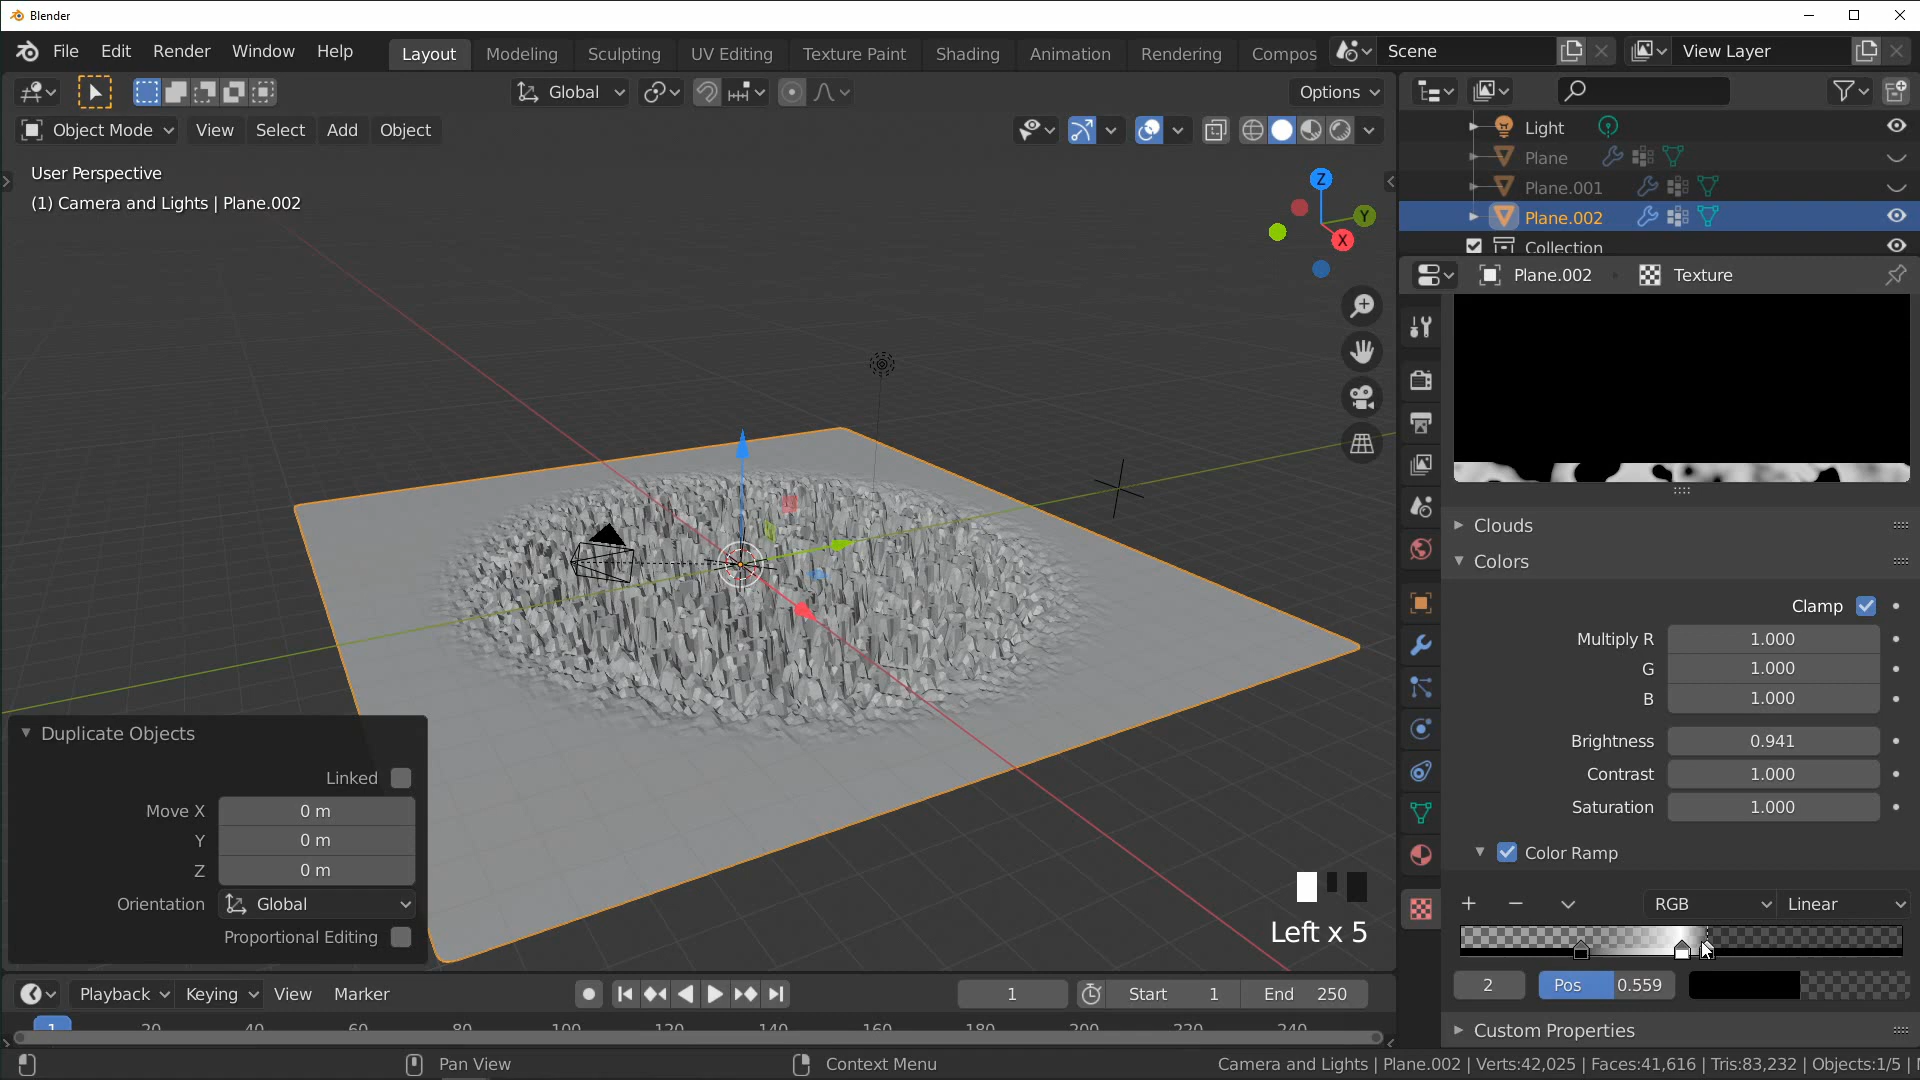 Blender
File Edit Render Window Help
Layout Modeling Sculpting UV Editing Texture Paint Shading Animation Rendering Compos
Scene
View Layer
Global
Options
Object Mode View Select Add Object
User Perspective
(1) Camera and Lights | Plane.002
Z
Y
X
Light
Plane
Plane.001
Plane.002
Collection
Plane.002 Texture
Clouds
Colors
Clamp
Multiply R 1.000
G 1.000
B 1.000
Brightness 0.941
Contrast 1.000
Saturation 1.000
Color Ramp
RGB Linear
2 Pos 0.559
Custom Properties
Duplicate Objects
Linked
Move X 0 m
Y 0 m
Z 0 m
Orientation Global
Proportional Editing
Left x 5
Playback Keying View Marker
1 Start 1 End 250
1 20 40 60 80 100 120 140 160 180 200 220 240
Pan View
Context Menu
Camera and Lights | Plane.002 | Verts:42,025 | Faces:41,616 | Tris:83,232 | Objects:1/5 |